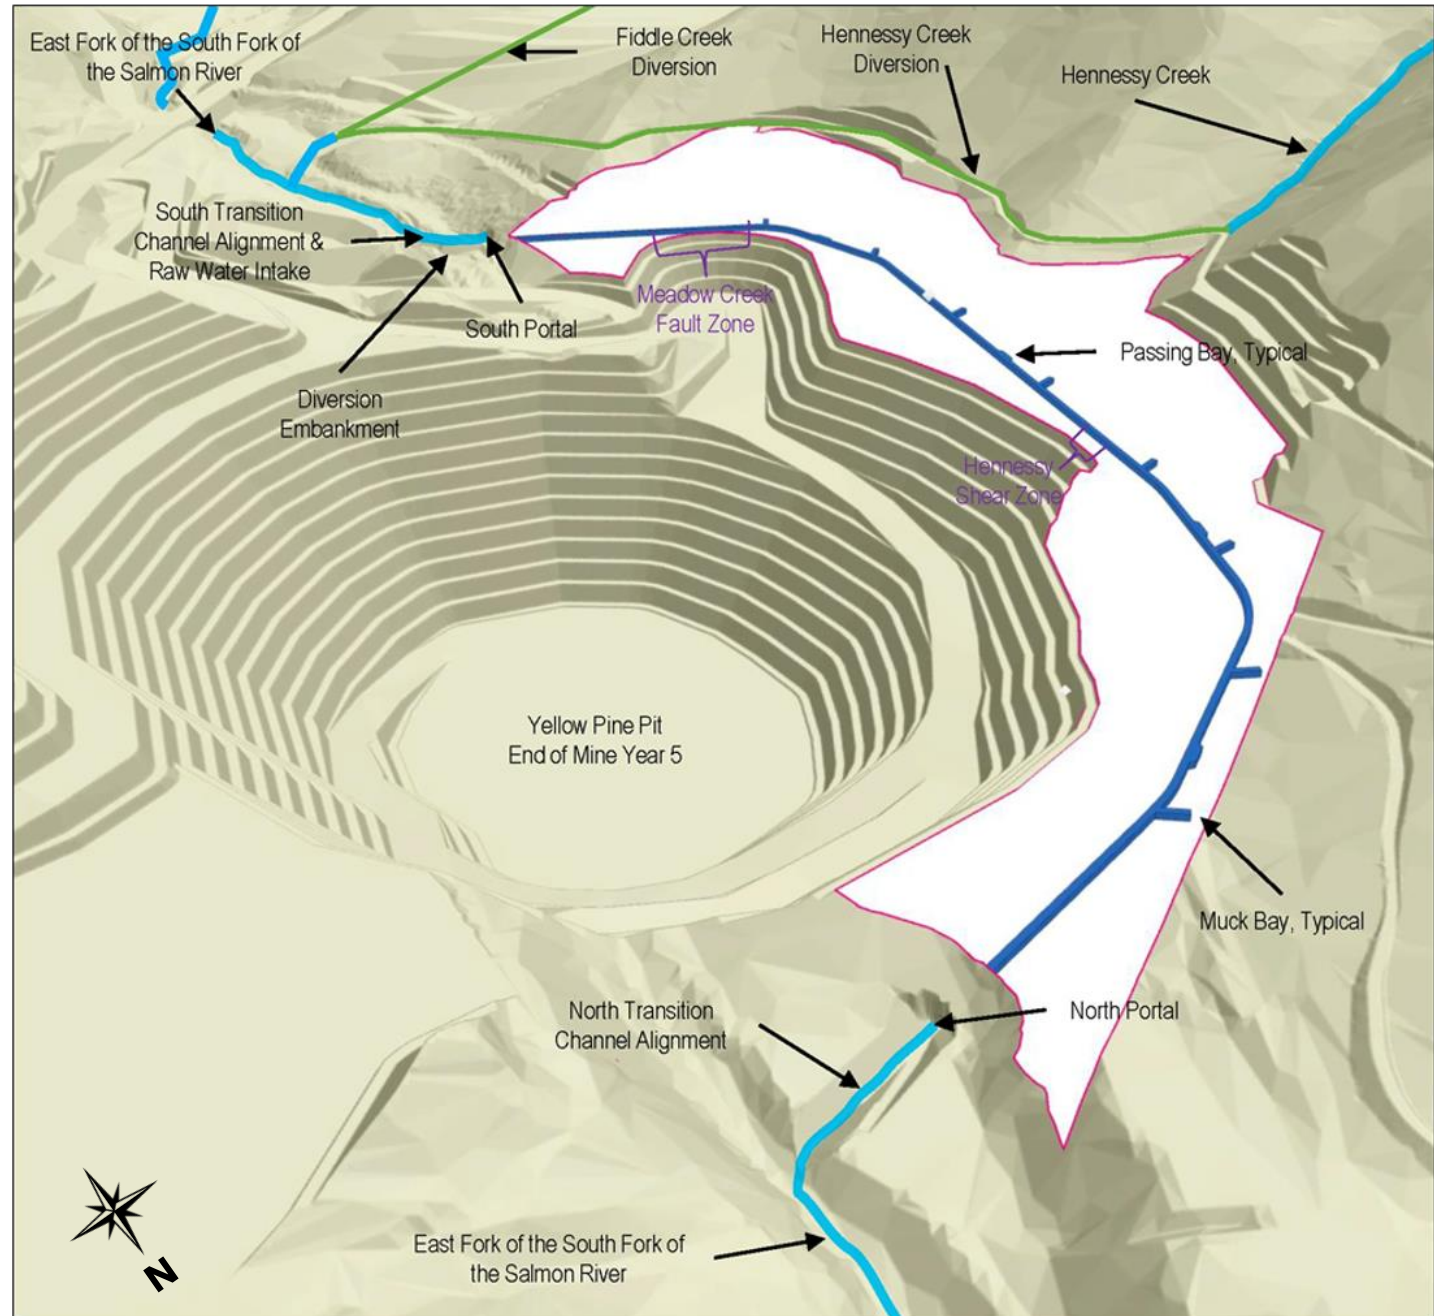 East Fork of the South Fork of
the Salmon River
Fiddle Creek
Diversion
Hennessy Creek
Diversion
Hennessy Creek
South Transition
Channel Alignment &
Raw Water Intake
South Portal
Meadow Creek
Fault Zone
Passing Bay, Typical
Diversion
Embankment
Hennessy
Shear Zone
Yellow Pine Pit
End of Mine Year 5
Muck Bay, Typical
North Transition
Channel Alignment
North Portal
East Fork of the South Fork of
the Salmon River
N